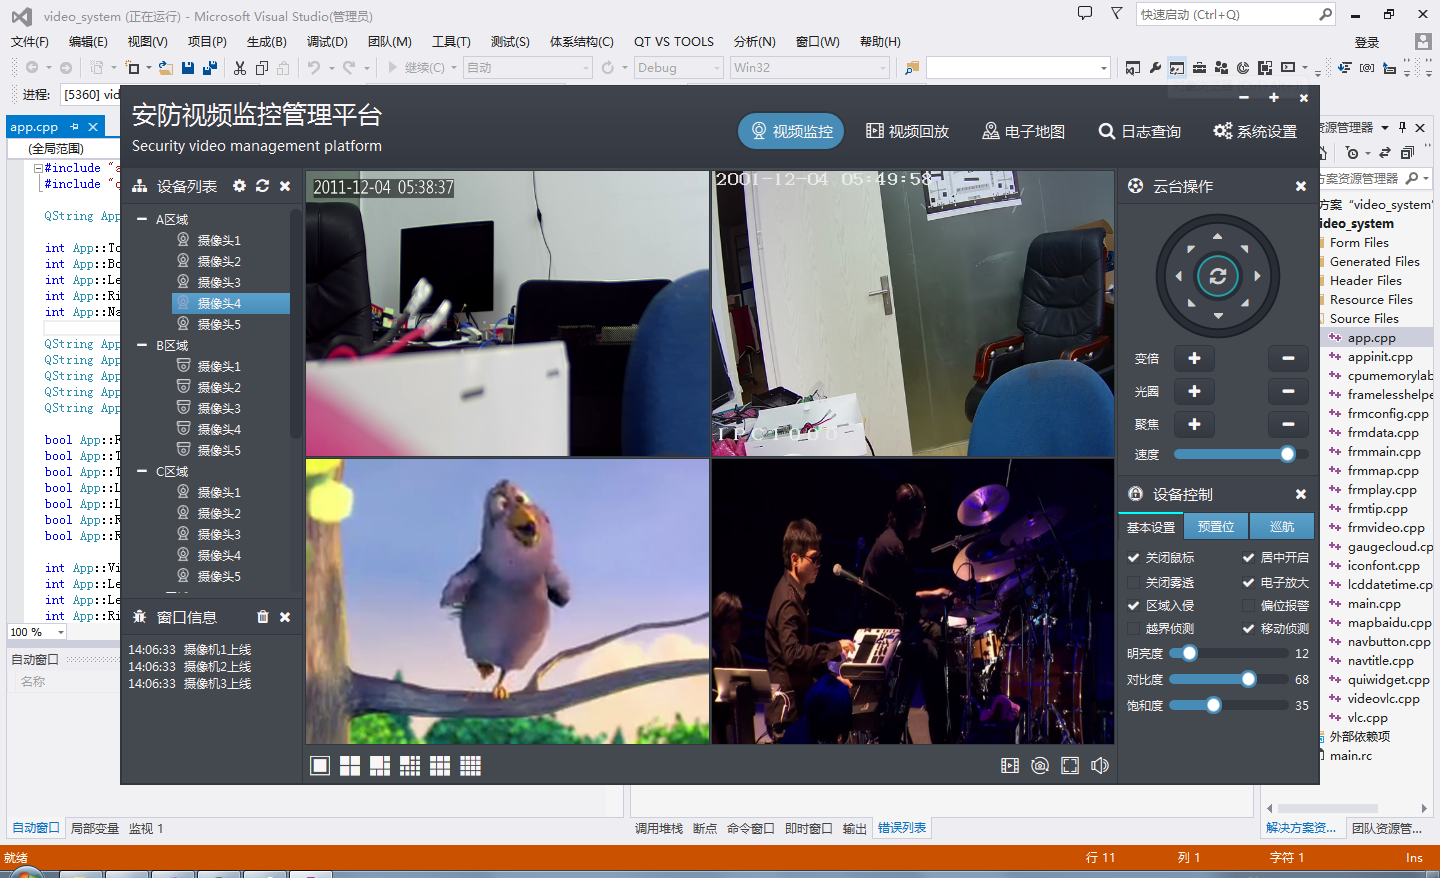 video_system (正在运行) - Microsoft Visual Studio(管理员)
快速启动 (Ctrl+Q)
文件(F) 编辑(E) 视图(V) 项目(P) 生成(B) 调试(D) 团队(M) 工具(T) 测试(S) 体系结构(C) QT VS TOOLS 分析(N) 窗口(W) 帮助(H) 登录
继续(C) 自动 Debug Win32
进程: [5360] vid
app.cpp
(全局范围)
#include "a
#include "q
QString App
int App::To
int App::Bo
int App::Le
int App::Ri
int App::Na
QString App
QString App
QString App
QString App
QString App
bool App::F
bool App::T
bool App::T
bool App::L
bool App::L
bool App::R
bool App::R
int App::Vi
int App::Le
int App::Le
int App::Ri
100 %
自动窗口
名称
安防视频监控管理平台
Security video management platform
视频监控 视频回放 电子地图 日志查询 系统设置
设备列表
A区域
摄像头1
摄像头2
摄像头3
摄像头4
摄像头5
B区域
摄像头1
摄像头2
摄像头3
摄像头4
摄像头5
C区域
摄像头1
摄像头2
摄像头3
摄像头4
摄像头5
窗口信息
14:06:33 摄像机1上线
14:06:33 摄像机2上线
14:06:33 摄像机3上线
2011-12-04 05:38:37
2001-12-04 05:49:58
IPC1000
云台操作
变倍
光圈
聚焦
速度
设备控制
基本设置 预置位 巡航
关闭鼠标 居中开启
关闭雾透 电子放大
区域入侵 偏位报警
越界侦测 移动侦测
明亮度 12
对比度 68
饱和度 35
资源管理器
方案资源管理器
方案 "video_system"
ideo_system
Form Files
Generated Files
Header Files
Resource Files
Source Files
app.cpp
appinit.cpp
cpumemorylab
framelesshelpe
frmconfig.cpp
frmdata.cpp
frmmain.cpp
frmmap.cpp
frmplay.cpp
frmtip.cpp
frmvideo.cpp
gaugecloud.cp
iconfont.cpp
lcddatetime.c
main.cpp
mapbaidu.cpp
navbutton.cpp
navtitle.cpp
quiwidget.cpp
videovlc.cpp
vlc.cpp
外部依赖项
main.rc
自动窗口 局部变量 监视 1
调用堆栈 断点 命令窗口 即时窗口 输出 错误列表
解决方案资... 团队资源管...
就绪 行 11 列 1 字符 1 Ins